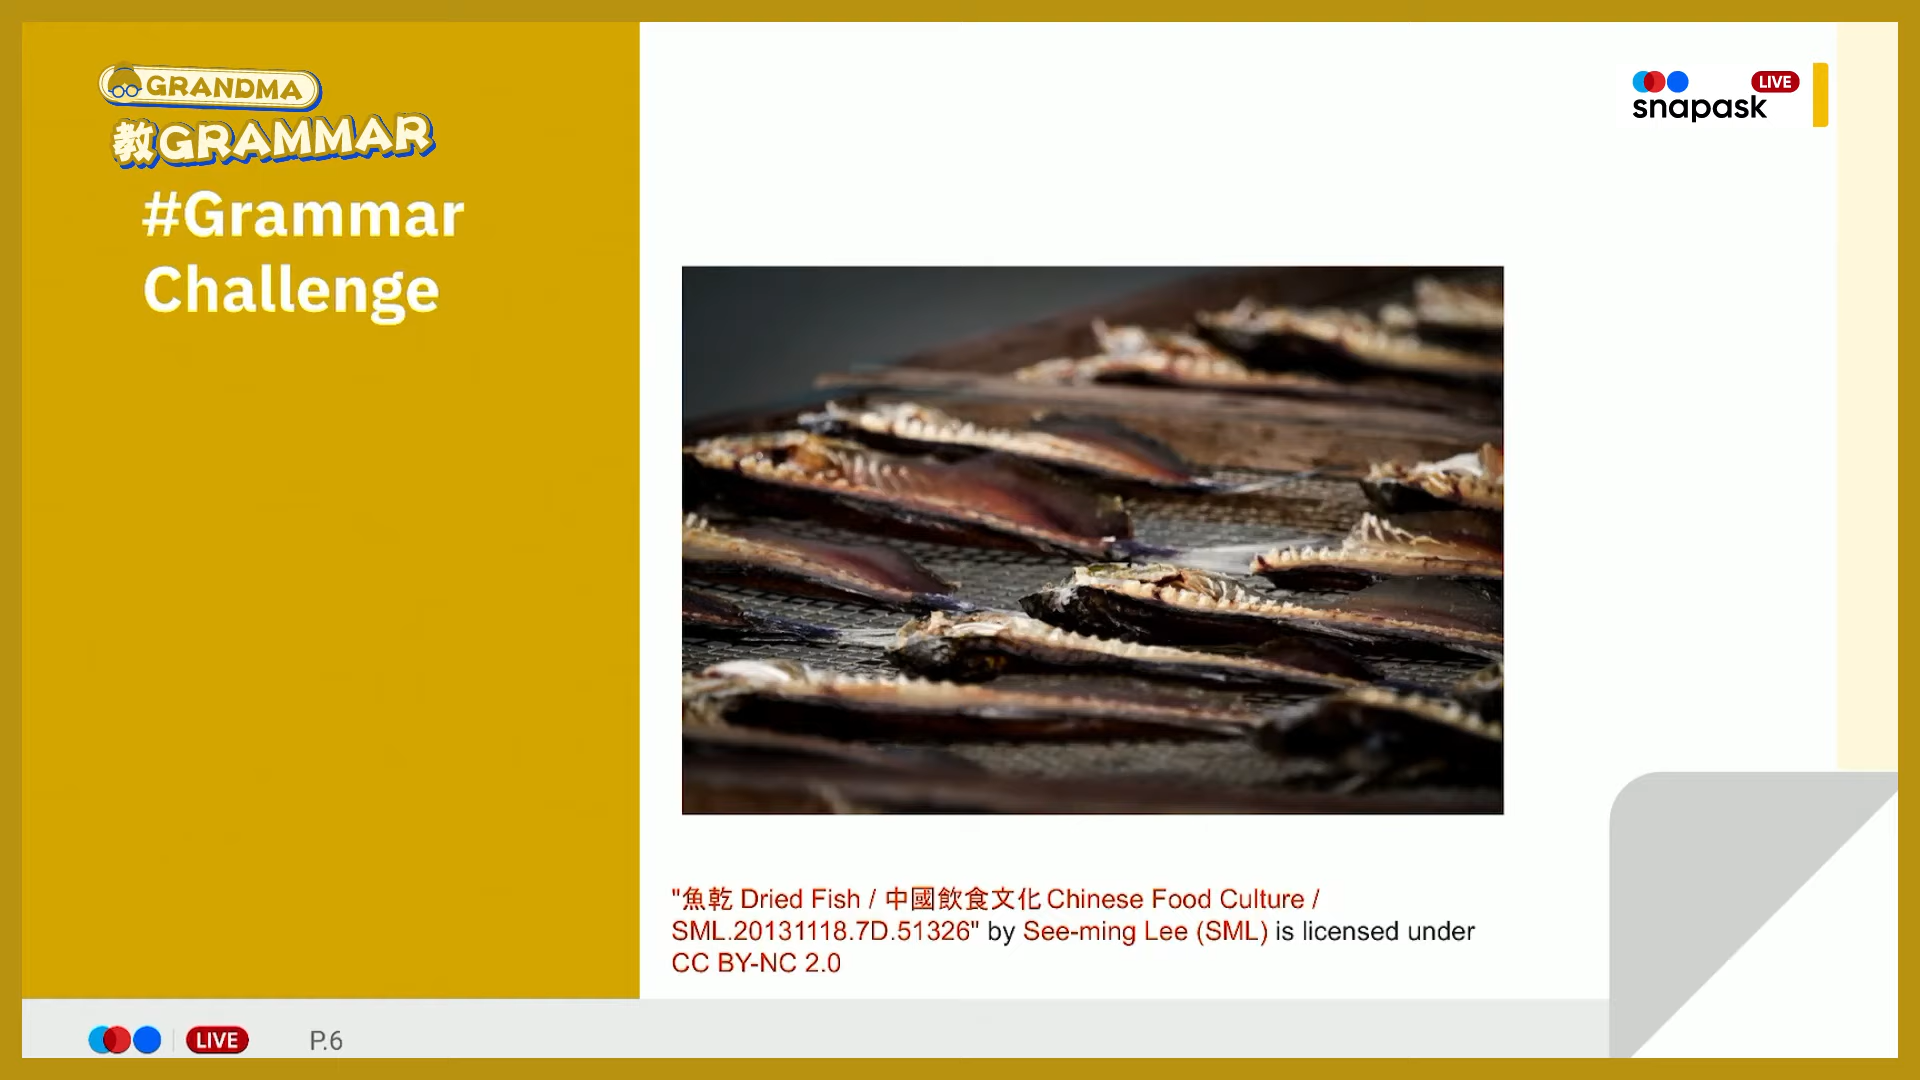 GRANDMA
教GRAMMAR
#Grammar
Challenge
LIVE
snapask
"魚乾 Dried Fish / 中國飲食文化 Chinese Food Culture /
SML.20131118.7D.51326" by See-ming Lee (SML) is licensed under
CC BY-NC 2.0
LIVE
P.6